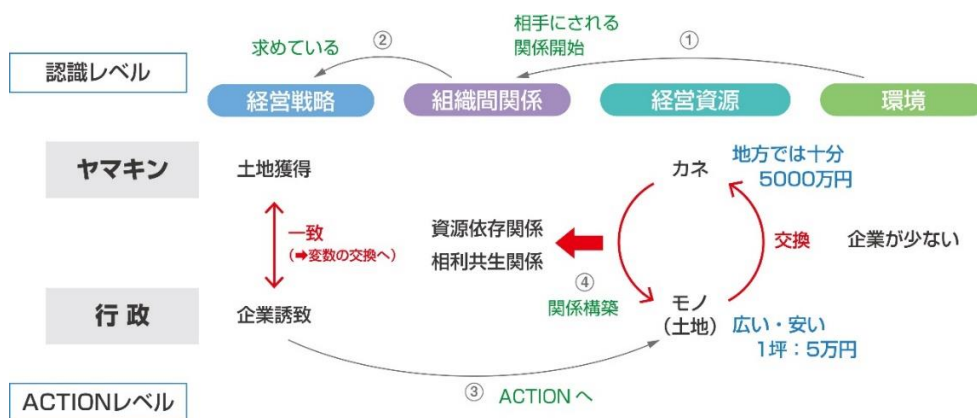 相手にされる
関係開始
①
求めている
②
認識レベル
経営戦略
組織間関係
経営資源
環境
ヤマキン
土地獲得
カネ
地方では十分
5000万円
一致
(➡変数の交換へ)
資源依存関係
相利共生関係
交換
企業が少ない
④
関係構築
行政
企業誘致
モノ
(土地)
広い・安い
1坪：5万円
③ ACTIONへ
ACTIONレベル